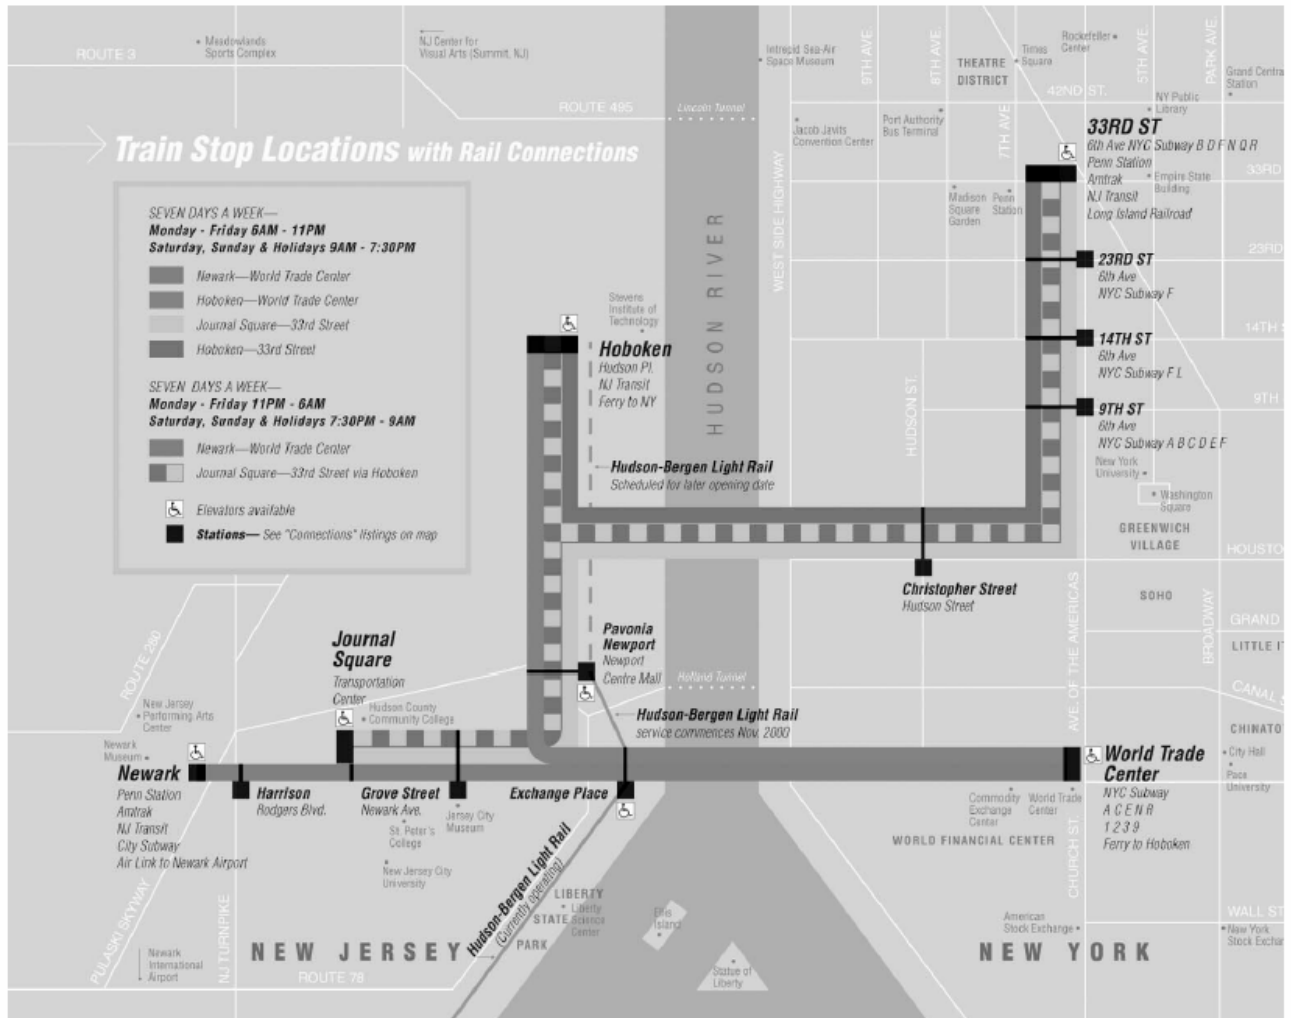 ROUTE 3
Meadowlands
Sports Complex
NJ Center for
Visual Arts (Summit, NJ)
ROUTE 495
Lincoln Tunnel
Intrepid Sea-Air
Space Museum
9TH AVE.
8TH AVE.
THEATRE
DISTRICT
Times
Square
Rockefeller
Center
5TH AVE.
PARK AVE.
Grand Centra
Station
42ND ST.
NY Public
Library
Jacob Javits
Convention Center
Port Authority
Bus Terminal
7TH AVE
33RD ST
6th Ave NYC Subway B D F N Q R
Penn Station
Amtrak
NJ Transit
Long Island Railroad
Empire State
Building
33RD
Madison
Square
Garden
Penn
Station
WEST SIDE HIGHWAY
HUDSON RIVER
Train Stop Locations with Rail Connections
SEVEN DAYS A WEEK—
Monday - Friday 6AM - 11PM
Saturday, Sunday & Holidays 9AM - 7:30PM
Newark—World Trade Center
Hoboken—World Trade Center
Journal Square—33rd Street
Hoboken—33rd Street
SEVEN DAYS A WEEK—
Monday - Friday 11PM - 6AM
Saturday, Sunday & Holidays 7:30PM - 9AM
Newark—World Trade Center
Journal Square—33rd Street via Hoboken
Elevators available
Stations— See "Connections" listings on map
23RD ST
6th Ave
NYC Subway F
23RD
14TH ST
6th Ave
NYC Subway F L
14TH
9TH ST
6th Ave
NYC Subway A B C D E F
9TH
New York
University
Washington
Square
GREENWICH
VILLAGE
HOUSTO
HUDSON ST.
Stevens
Institute of
Technology
Hoboken
Hudson Pl.
NJ Transit
Ferry to NY
Hudson-Bergen Light Rail
Scheduled for later opening date
Christopher Street
Hudson Street
SOHO
GRAND
LITTLE I
BROADWAY
AVE. OF THE AMERICAS
CANAL
CHINATO
Pavonia
Newport
Newport
Centre Mall
Holland Tunnel
Hudson-Bergen Light Rail
service commences Nov. 2000
ROUTE 280
Journal
Square
Transportation
Center
Hudson County
Community College
New Jersey
Performing Arts
Center
Newark
Museum
Newark
Penn Station
Amtrak
NJ Transit
City Subway
Air Link to Newark Airport
Harrison
Rodgers Blvd.
Grove Street
Newark Ave.
St. Peter's
College
Jersey City
Museum
New Jersey City
University
Exchange Place
World Trade
Center
NYC Subway
A C E N R
1 2 3 9
Ferry to Hoboken
City Hall
Pace
University
Commodity
Exchange
Center
World Trade
Center
WORLD FINANCIAL CENTER
CHURCH ST.
Hudson-Bergen Light Rail
(Currently operating)
LIBERTY
STATE
PARK
Liberty
Science
Center
Ellis
Island
Statue of
Liberty
American
Stock Exchange
WALL ST
New York
Stock Exchan
NEW JERSEY
NEW YORK
PULASKI SKYWAY
NJ TURNPIKE
Newark
International
Airport
ROUTE 78